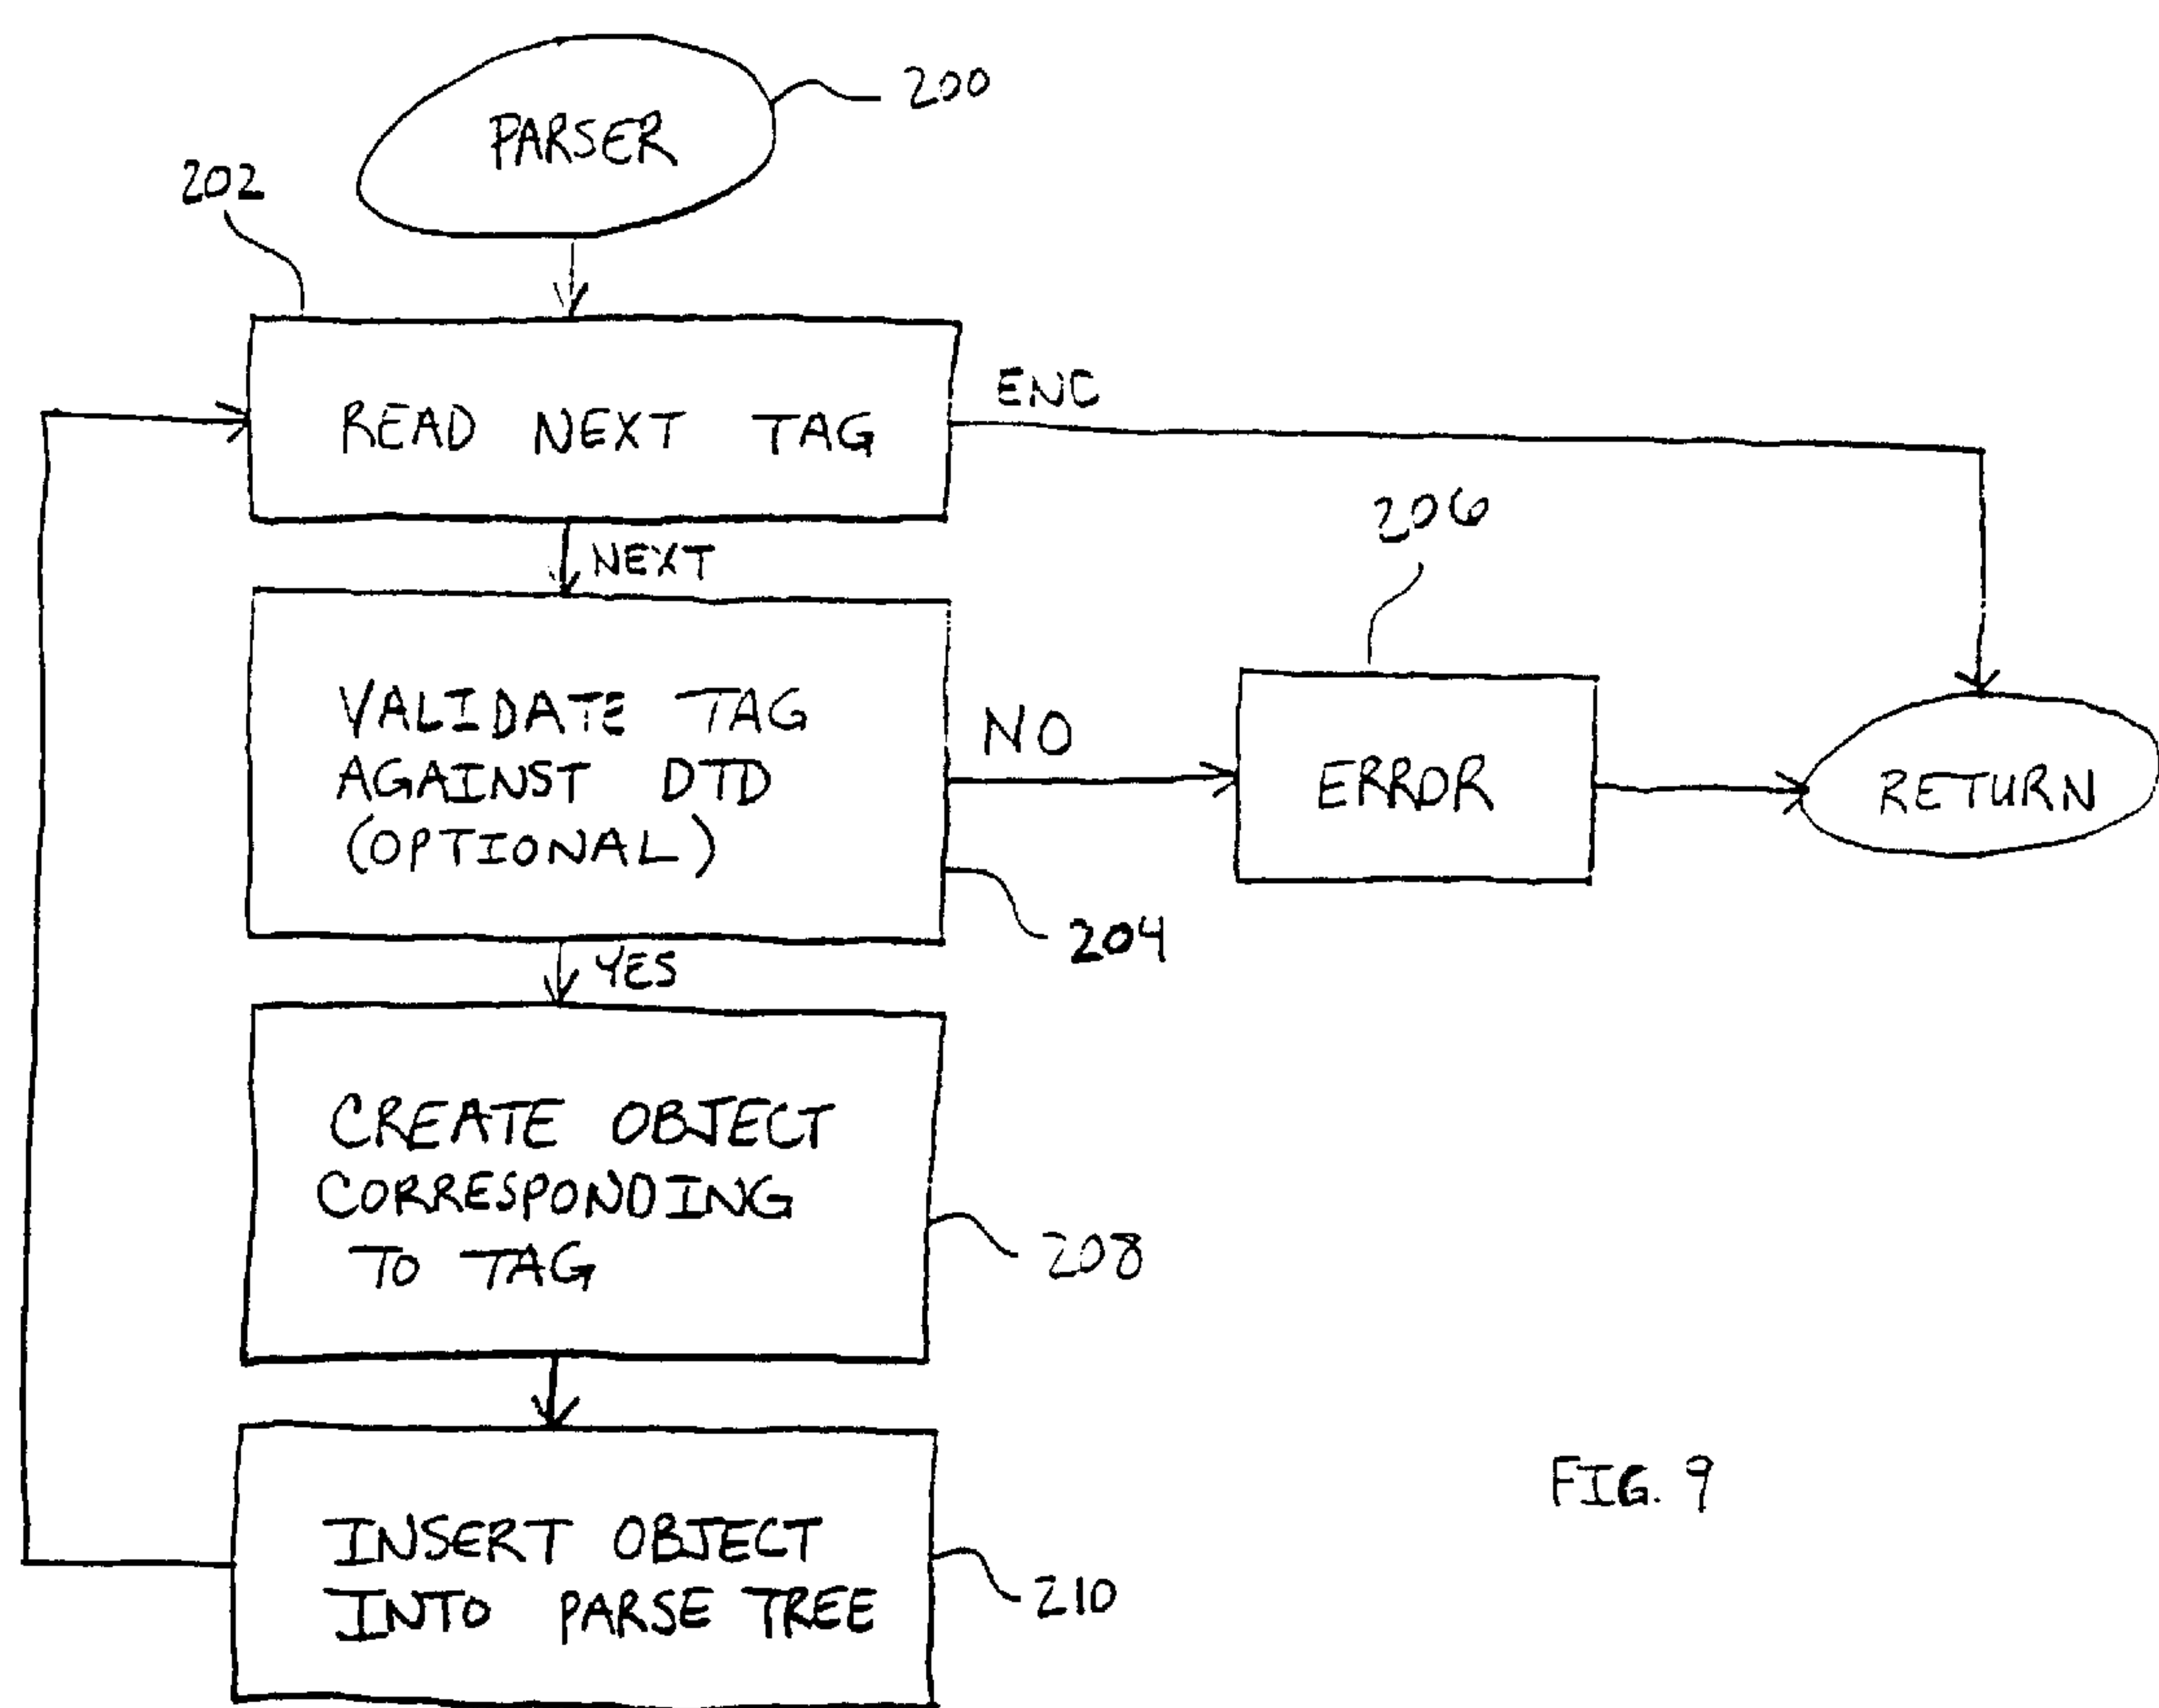 PARSER
200
202
READ NEXT TAG
END
NEXT
206
VALIDATE TAG
AGAINST DTD
(OPTIONAL)
NO
ERROR
RETURN
204
YES
CREATE OBJECT
CORRESPONDING
TO TAG
208
INSERT OBJECT
INTO PARSE TREE
210
FIG. 9